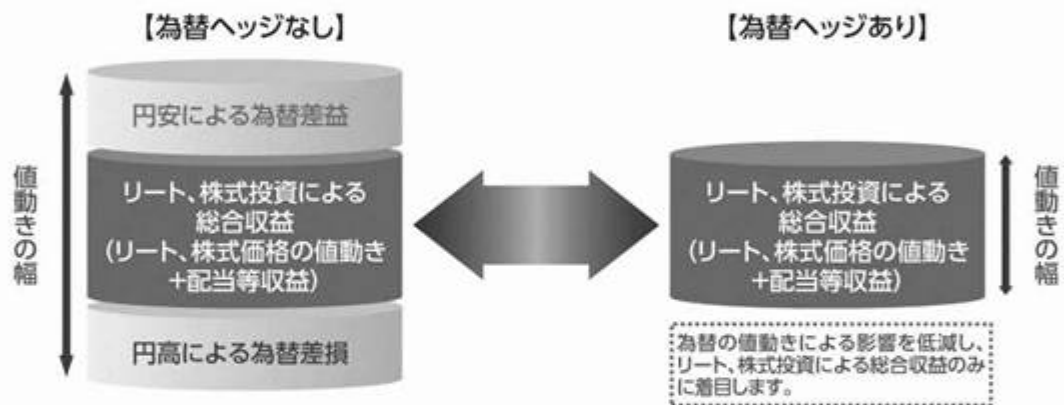 【為替ヘッジなし】
【為替ヘッジあり】
値動きの幅
円安による為替差益
リート、株式投資による
総合収益
(リート、株式価格の値動き
+配当等収益)
円高による為替差損
リート、株式投資による
総合収益
(リート、株式価格の値動き
+配当等収益)
値動きの幅
為替の値動きによる影響を低減し、
リート、株式投資による総合収益のみ
に着目します。